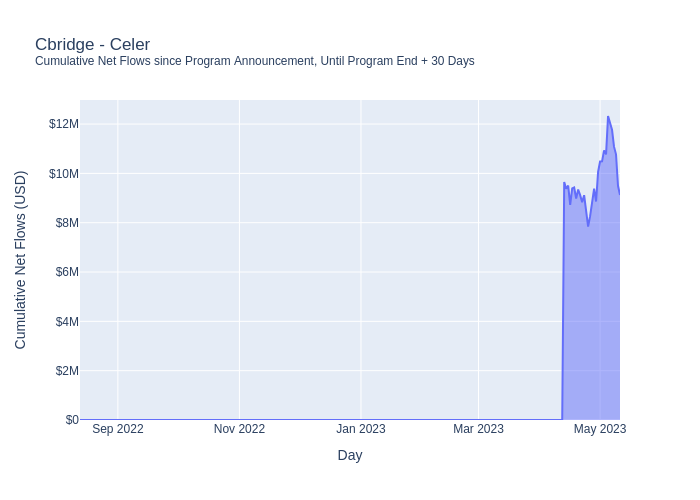 Cbridge - Celer
Cumulative Net Flows since Program Announcement, Until Program End + 30 Days
Cumulative Net Flows (USD)
$12M
$10M
$8M
$6M
$4M
$2M
$0
Sep 2022
Nov 2022
Jan 2023
Mar 2023
May 2023
Day